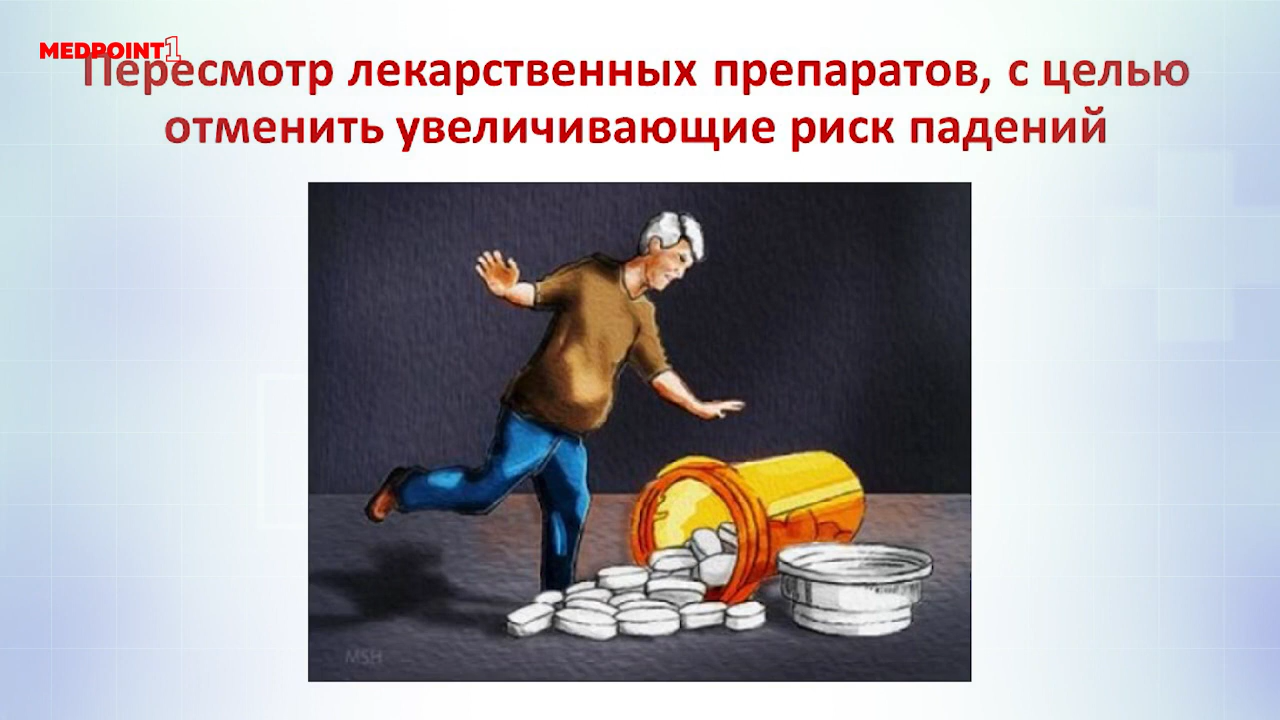 MEDPOINT1
Пересмотр лекарственных препаратов, с целью
отменить увеличивающие риск падений
MSH